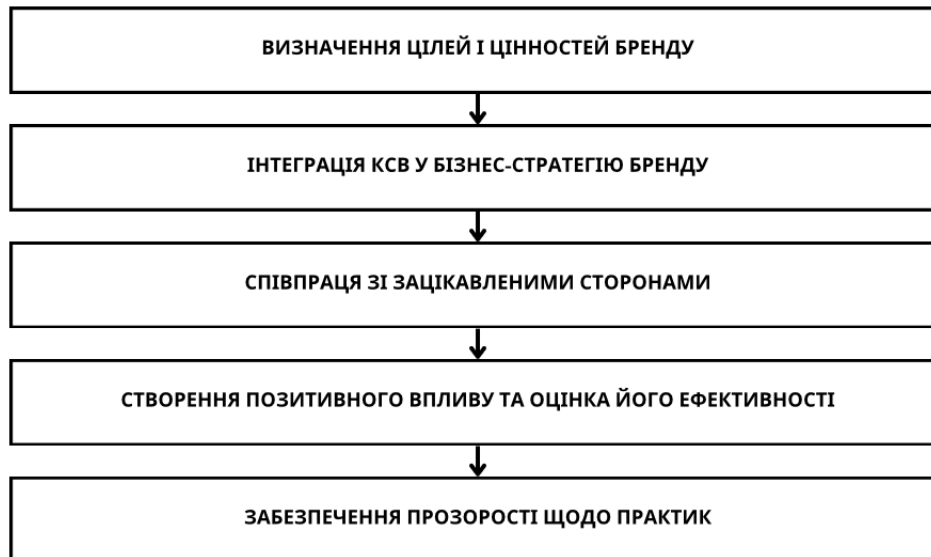 ВИЗНАЧЕННЯ ЦІЛЕЙ І ЦІННОСТЕЙ БРЕНДУ
ІНТЕГРАЦІЯ КСВ У БІЗНЕС-СТРАТЕГІЮ БРЕНДУ
СПІВПРАЦЯ ЗІ ЗАЦІКАВЛЕНИМИ СТОРОНАМИ
СТВОРЕННЯ ПОЗИТИВНОГО ВПЛИВУ ТА ОЦІНКА ЙОГО ЕФЕКТИВНОСТІ
ЗАБЕЗПЕЧЕННЯ ПРОЗОРОСТІ ЩОДО ПРАКТИК